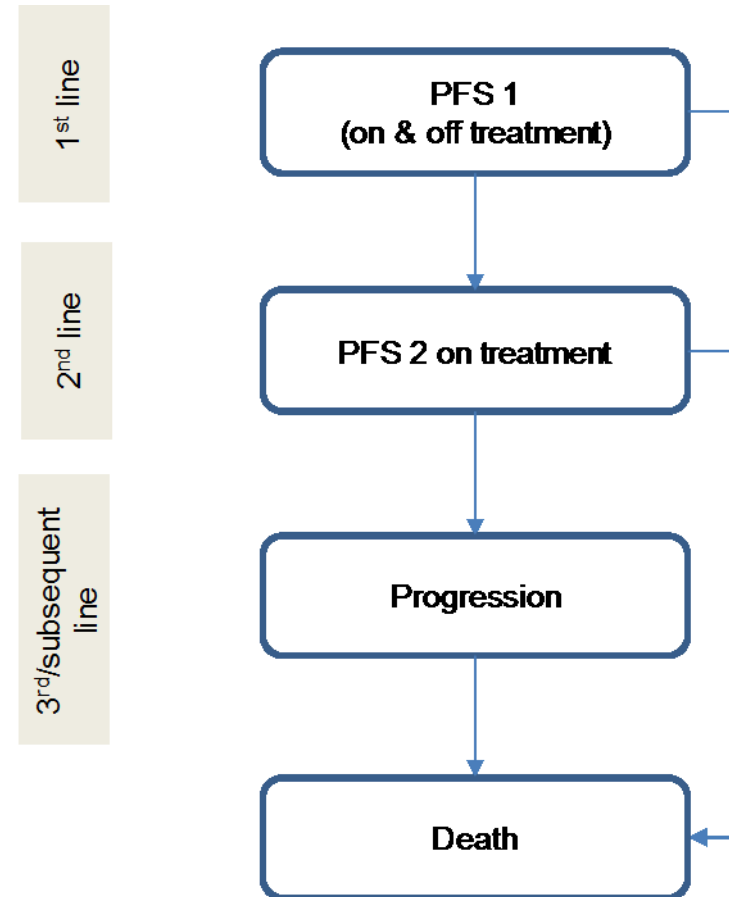 1st line
PFS 1
(on & off treatment)
2nd line
PFS 2 on treatment
3rd/subsequent
line
Progression
Death